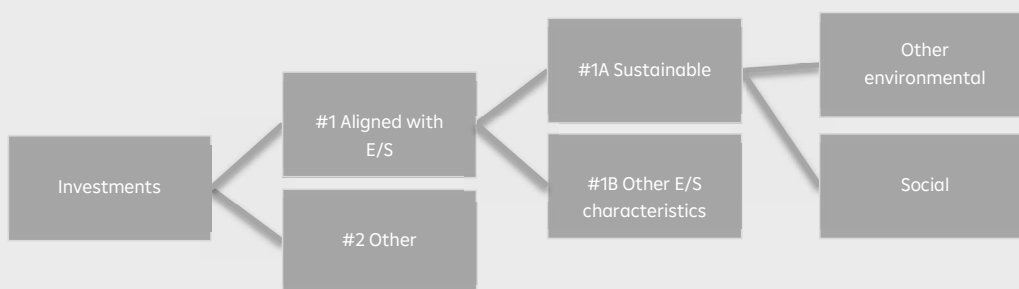 Investments
#1 Aligned with
E/S
#2 Other
#1A Sustainable
#1B Other E/S
characteristics
Other
environmental
Social